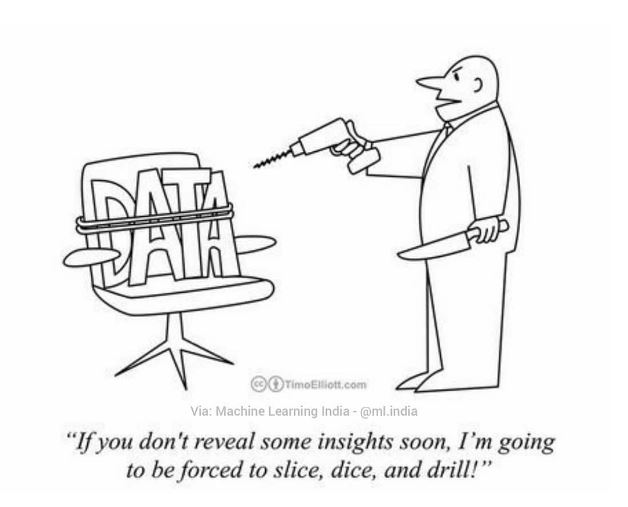 DATA
TimoElliott.com
Via: Machine Learning India - @ml.india
“If you don't reveal some insights soon, I’m going
to be forced to slice, dice, and drill!”